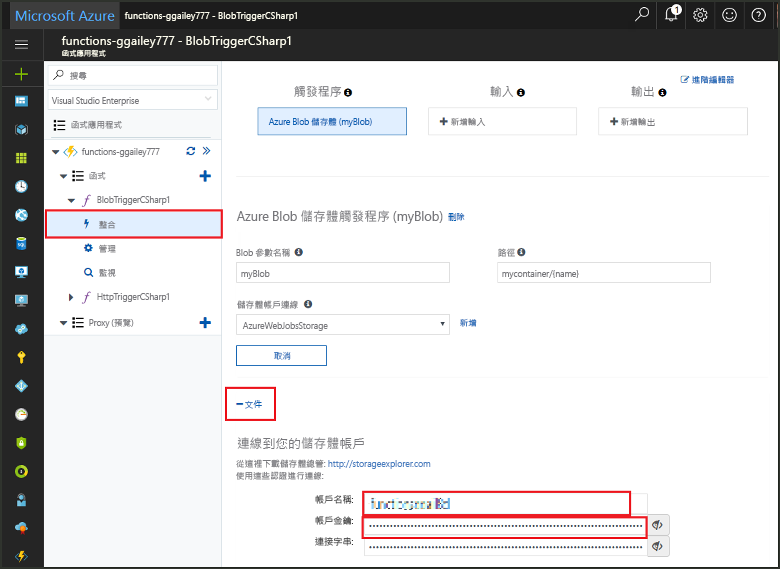 Microsoft Azure functions-ggailey777 - BlobTriggerCSharp1
1
functions-ggailey777 - BlobTriggerCSharp1
函式應用程式
搜尋
Visual Studio Enterprise
函式應用程式
functions-ggailey777
函式
BlobTriggerCSharp1
整合
管理
監視
HttpTriggerCSharp1
Proxy (預覽)
進階編輯器
觸發程序
輸入
輸出
Azure Blob 儲存體 (myBlob)
新增輸入
新增輸出
Azure Blob 儲存體觸發程序 (myBlob) 刪除
Blob 參數名稱
路徑
myBlob
mycontainer/{name}
儲存體帳戶連線
AzureWebJobsStorage
新增
取消
文件
連線到您的儲存體帳戶
從這裡下載儲存體總管: http://storageexplorer.com
使用這些認證進行連線:
帳戶名稱:
帳戶金鑰:
連接字串: